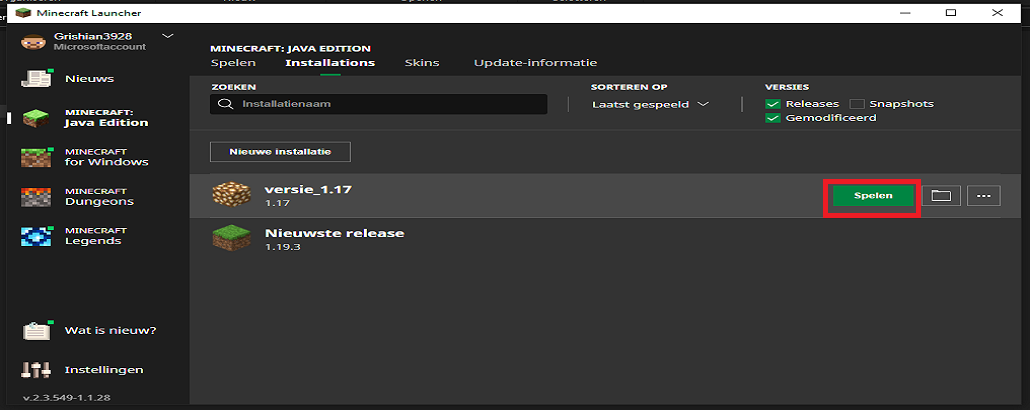 Minecraft Launcher
Grishian3928
Microsoftaccount
Nieuws
MINECRAFT:
Java Edition
MINECRAFT
for Windows
MINECRAFT
Dungeons
MINECRAFT
Legends
Wat is nieuw?
Instellingen
v.2.3.549-1.1.28
MINECRAFT: JAVA EDITION
Spelen Installations Skins Update-informatie
ZOEKEN SORTEREN OP VERSIES
Installatienaam Laatst gespeeld Releases Snapshots
Gemodificeerd
Nieuwe installatie
versie_1.17
1.17
Spelen
...
Nieuwste release
1.19.3